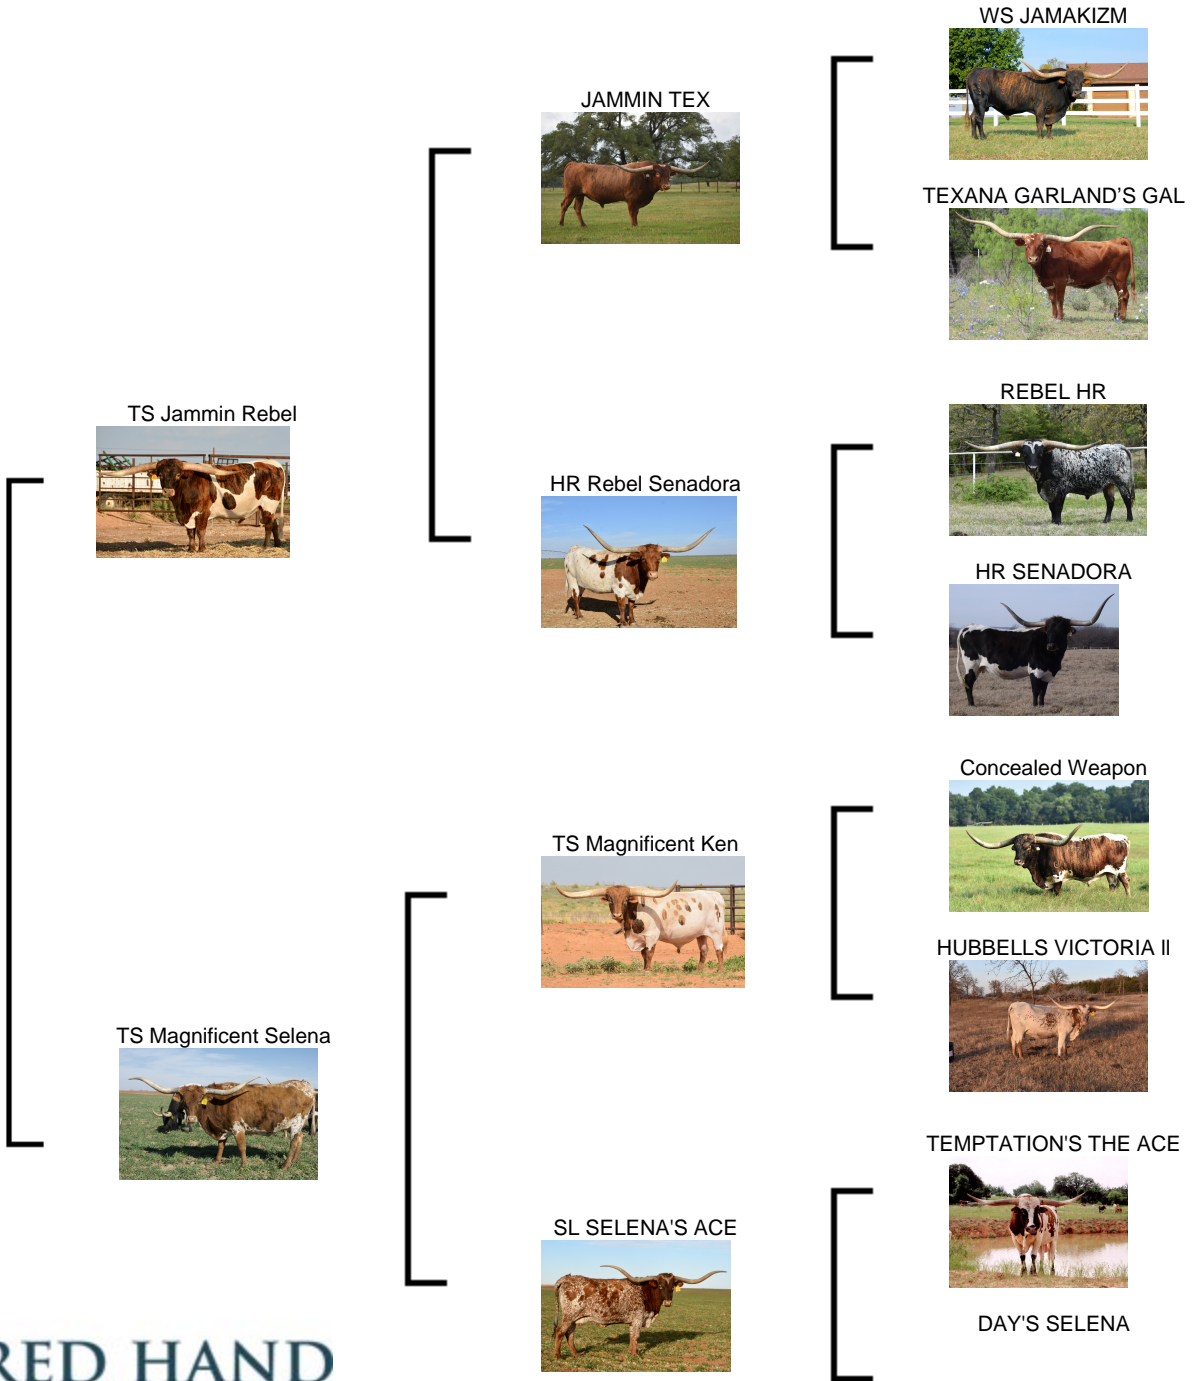 WS JAMAKIZM
JAMMIN TEX
TEXANA GARLAND'S GAL
REBEL HR
TS Jammin Rebel
HR Rebel Senadora
HR SENADORA
Concealed Weapon
TS Magnificent Ken
HUBBELLS VICTORIA II
TS Magnificent Selena
TEMPTATION'S THE ACE
SL SELENA'S ACE
DAY'S SELENA
RED HAND